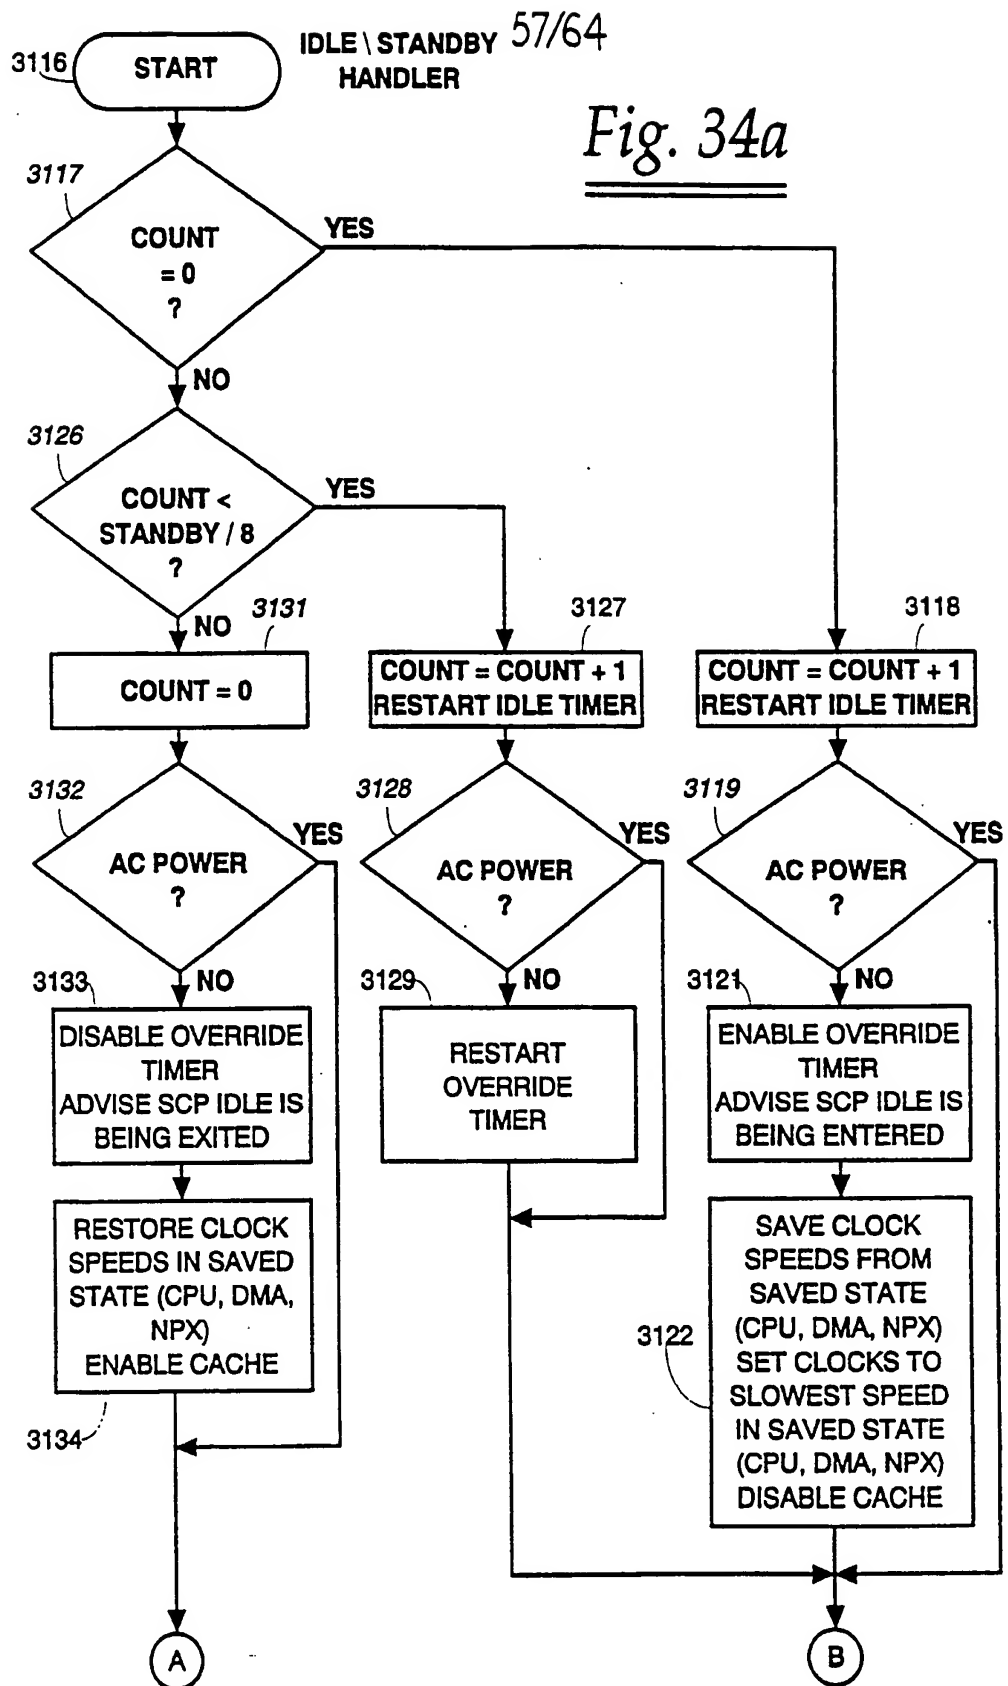 IDLE \ STANDBY 57/64
HANDLER
3116
START
Fig. 34a
3117
COUNT
= 0
?
YES
NO
3126
COUNT <
STANDBY / 8
?
YES
NO
3131
COUNT = 0
3127
COUNT = COUNT + 1
RESTART IDLE TIMER
3118
COUNT = COUNT + 1
RESTART IDLE TIMER
3132
AC POWER
?
YES
NO
3128
AC POWER
?
YES
NO
3119
AC POWER
?
YES
NO
3133
DISABLE OVERRIDE
TIMER
ADVISE SCP IDLE IS
BEING EXITED
3129
RESTART
OVERRIDE
TIMER
3121
ENABLE OVERRIDE
TIMER
ADVISE SCP IDLE IS
BEING ENTERED
RESTORE CLOCK
SPEEDS IN SAVED
STATE (CPU, DMA,
NPX)
ENABLE CACHE
3134
3122
SAVE CLOCK
SPEEDS FROM
SAVED STATE
(CPU, DMA, NPX)
SET CLOCKS TO
SLOWEST SPEED
IN SAVED STATE
(CPU, DMA, NPX)
DISABLE CACHE
A
B